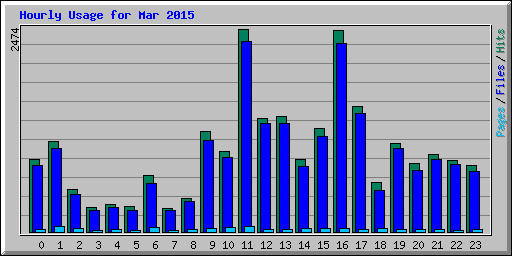 Hourly Usage for Mar 2015
2474
Pages/Files/Hits
0 1 2 3 4 5 6 7 8 9 10 11 12 13 14 15 16 17 18 19 20 21 22 23